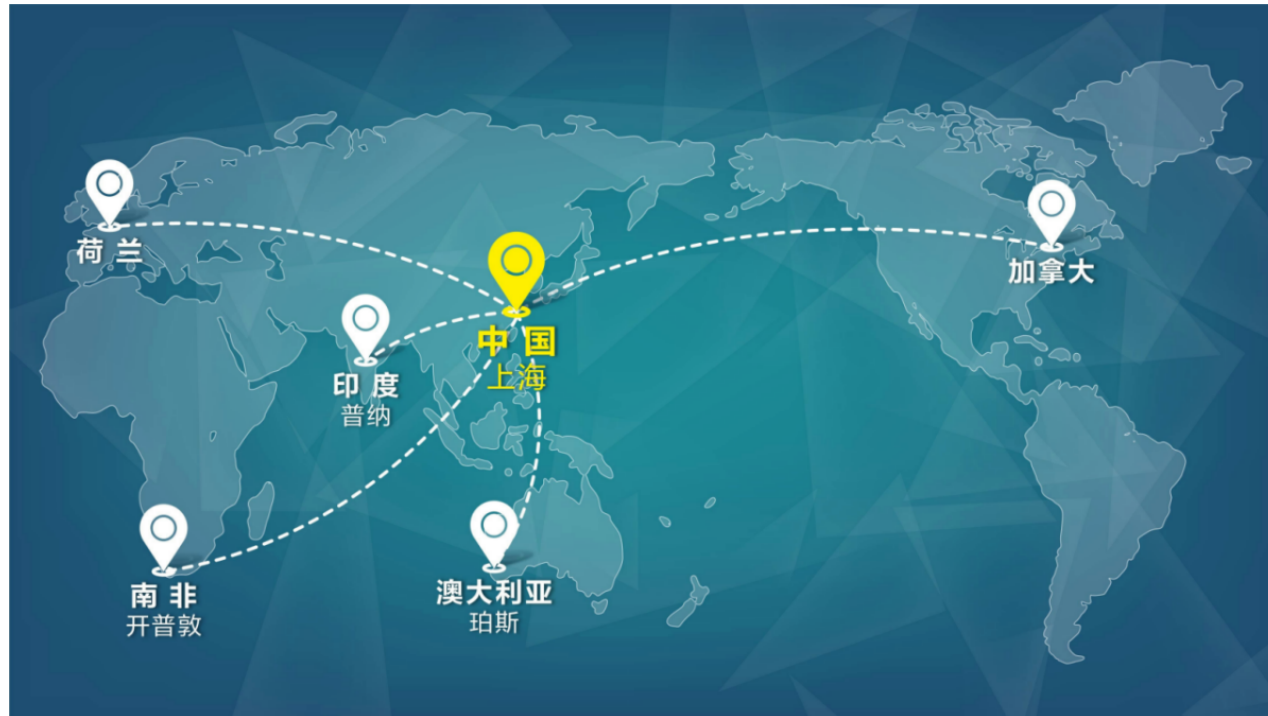 荷兰
加拿大
中国
上海
印度
普纳
南非
开普敦
澳大利亚
珀斯